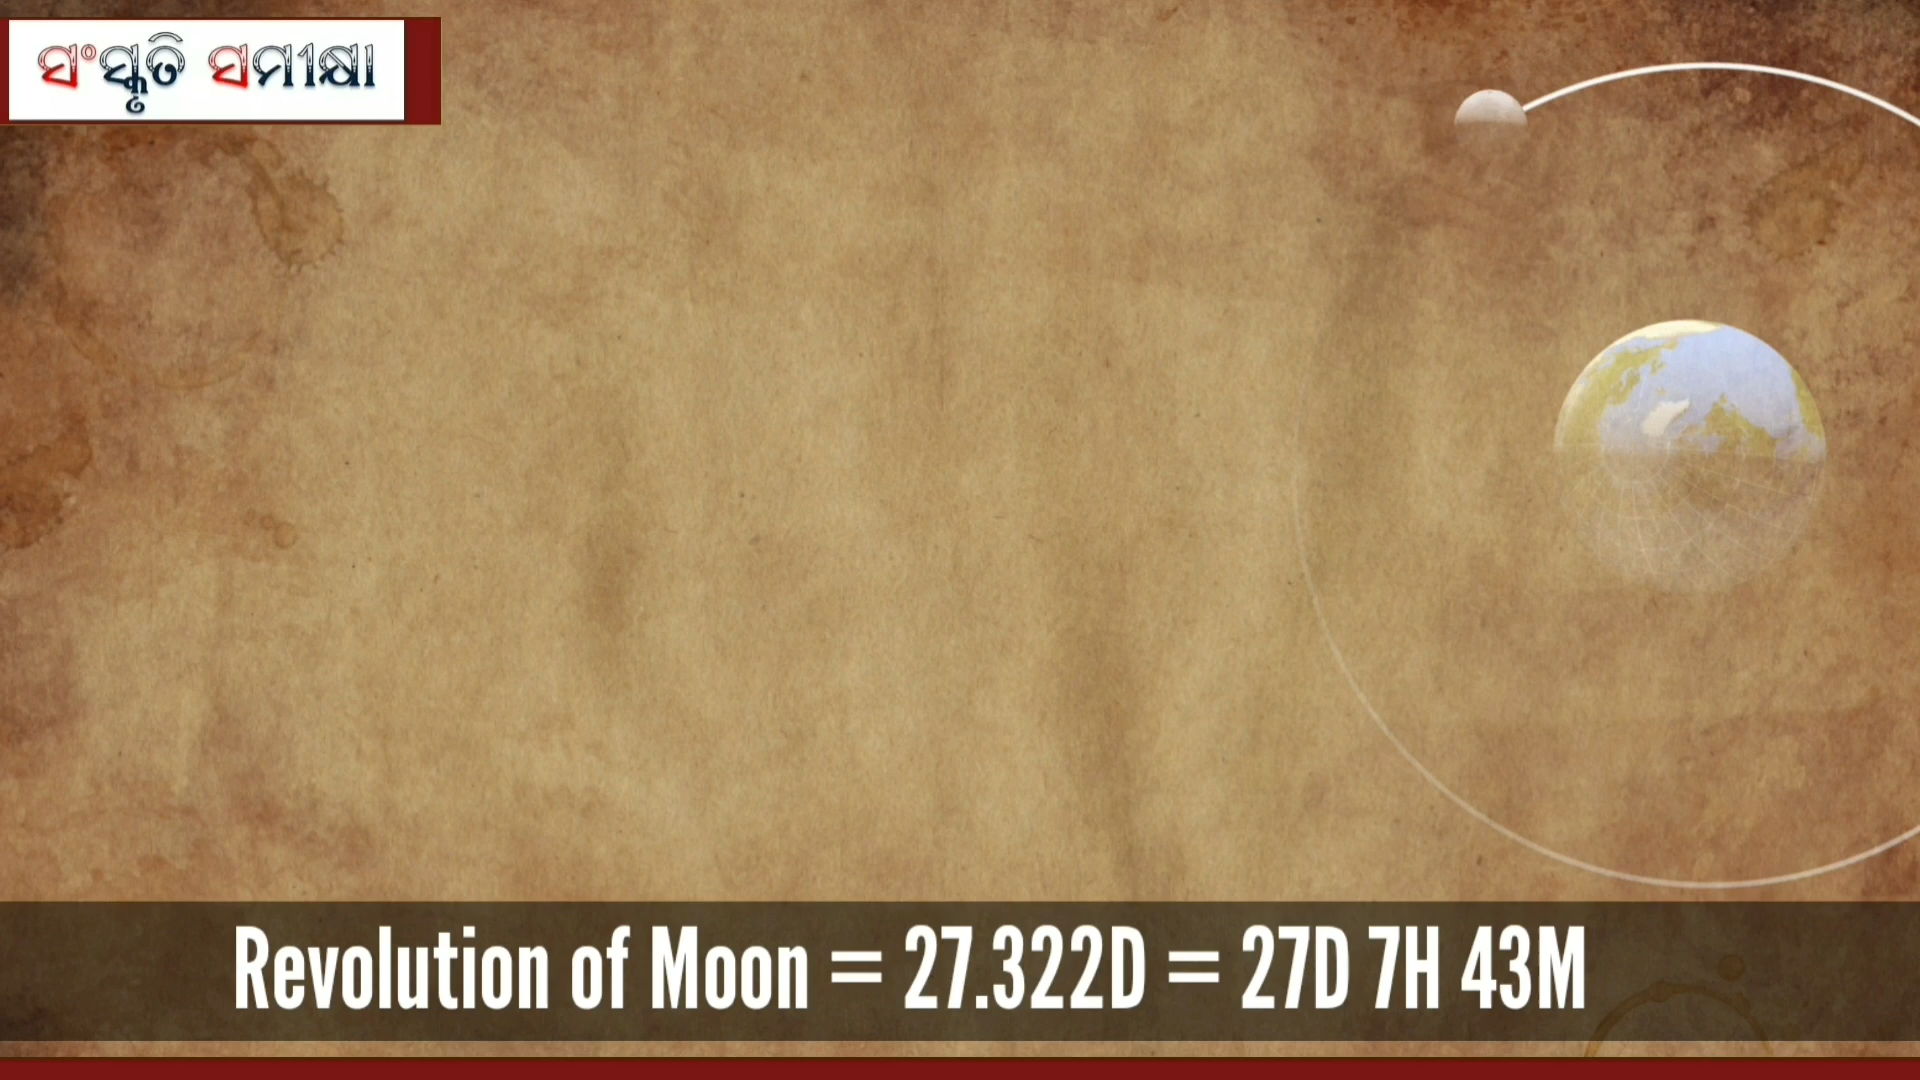 ସଂସ୍କୃତି ସମୀକ୍ଷା
Revolution of Moon = 27.322D = 27D 7H 43M